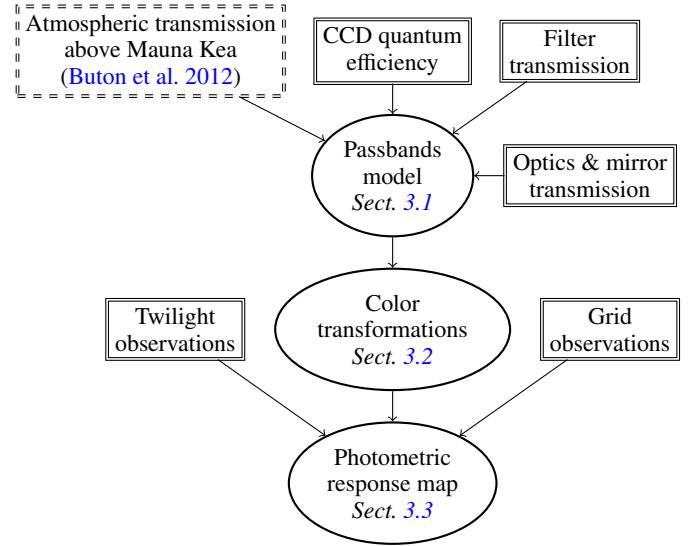 Atmospheric transmission
above Mauna Kea
(Buton et al. 2012)
CCD quantum
efficiency
Filter
transmission
Passbands
model
Sect. 3.1
Optics & mirror
transmission
Twilight
observations
Color
transformations
Sect. 3.2
Grid
observations
Photometric
response map
Sect. 3.3